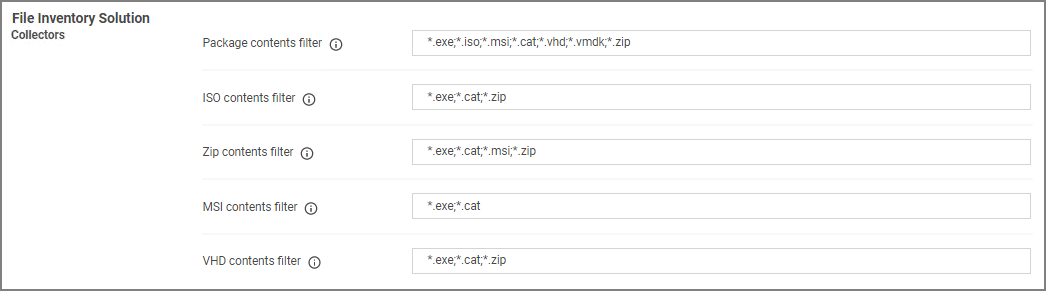 File Inventory Solution
Collectors
Package contents filter *.exe;*.iso;*.msi;*.cat;*.vhd;*.vmdk;*.zip
ISO contents filter *.exe;*.cat;*.zip
Zip contents filter *.exe;*.cat;*.msi;*.zip
MSI contents filter *.exe;*.cat
VHD contents filter *.exe;*.cat;*.zip